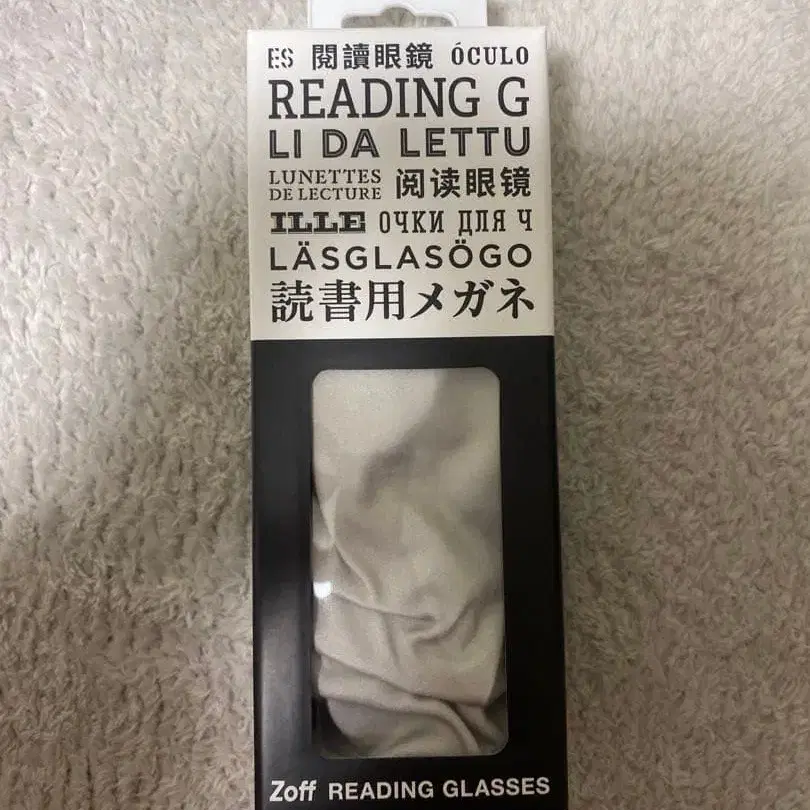 ES 閱讀眼鏡 ÓCULO
READING G
LI DA LETTU
LUNETTES
DE LECTURE 阅读眼镜
ILLE ОЧКИ ДЛЯ Ч
LÄSGLASÖGO
読書用メガネ
Zoff READING GLASSES